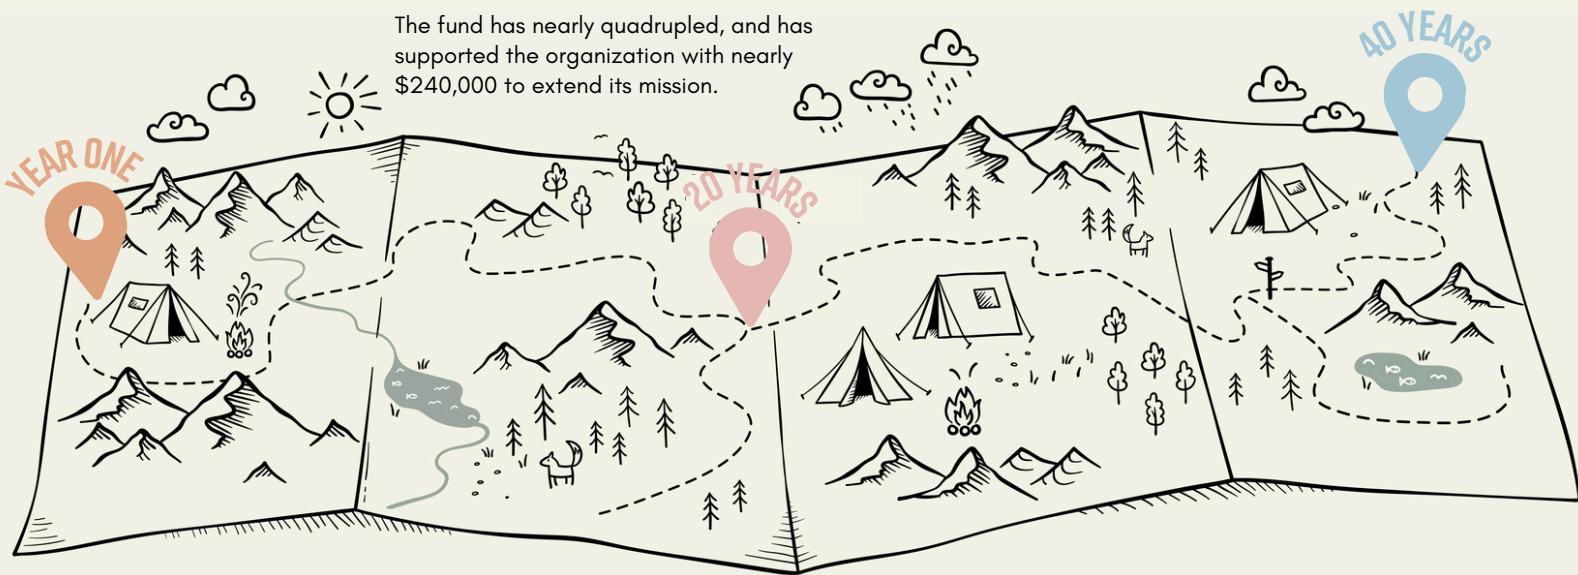 The fund has nearly quadrupled, and has
supported the organization with nearly
$240,000 to extend its mission.
YEAR ONE
20 YEARS
40 YEARS